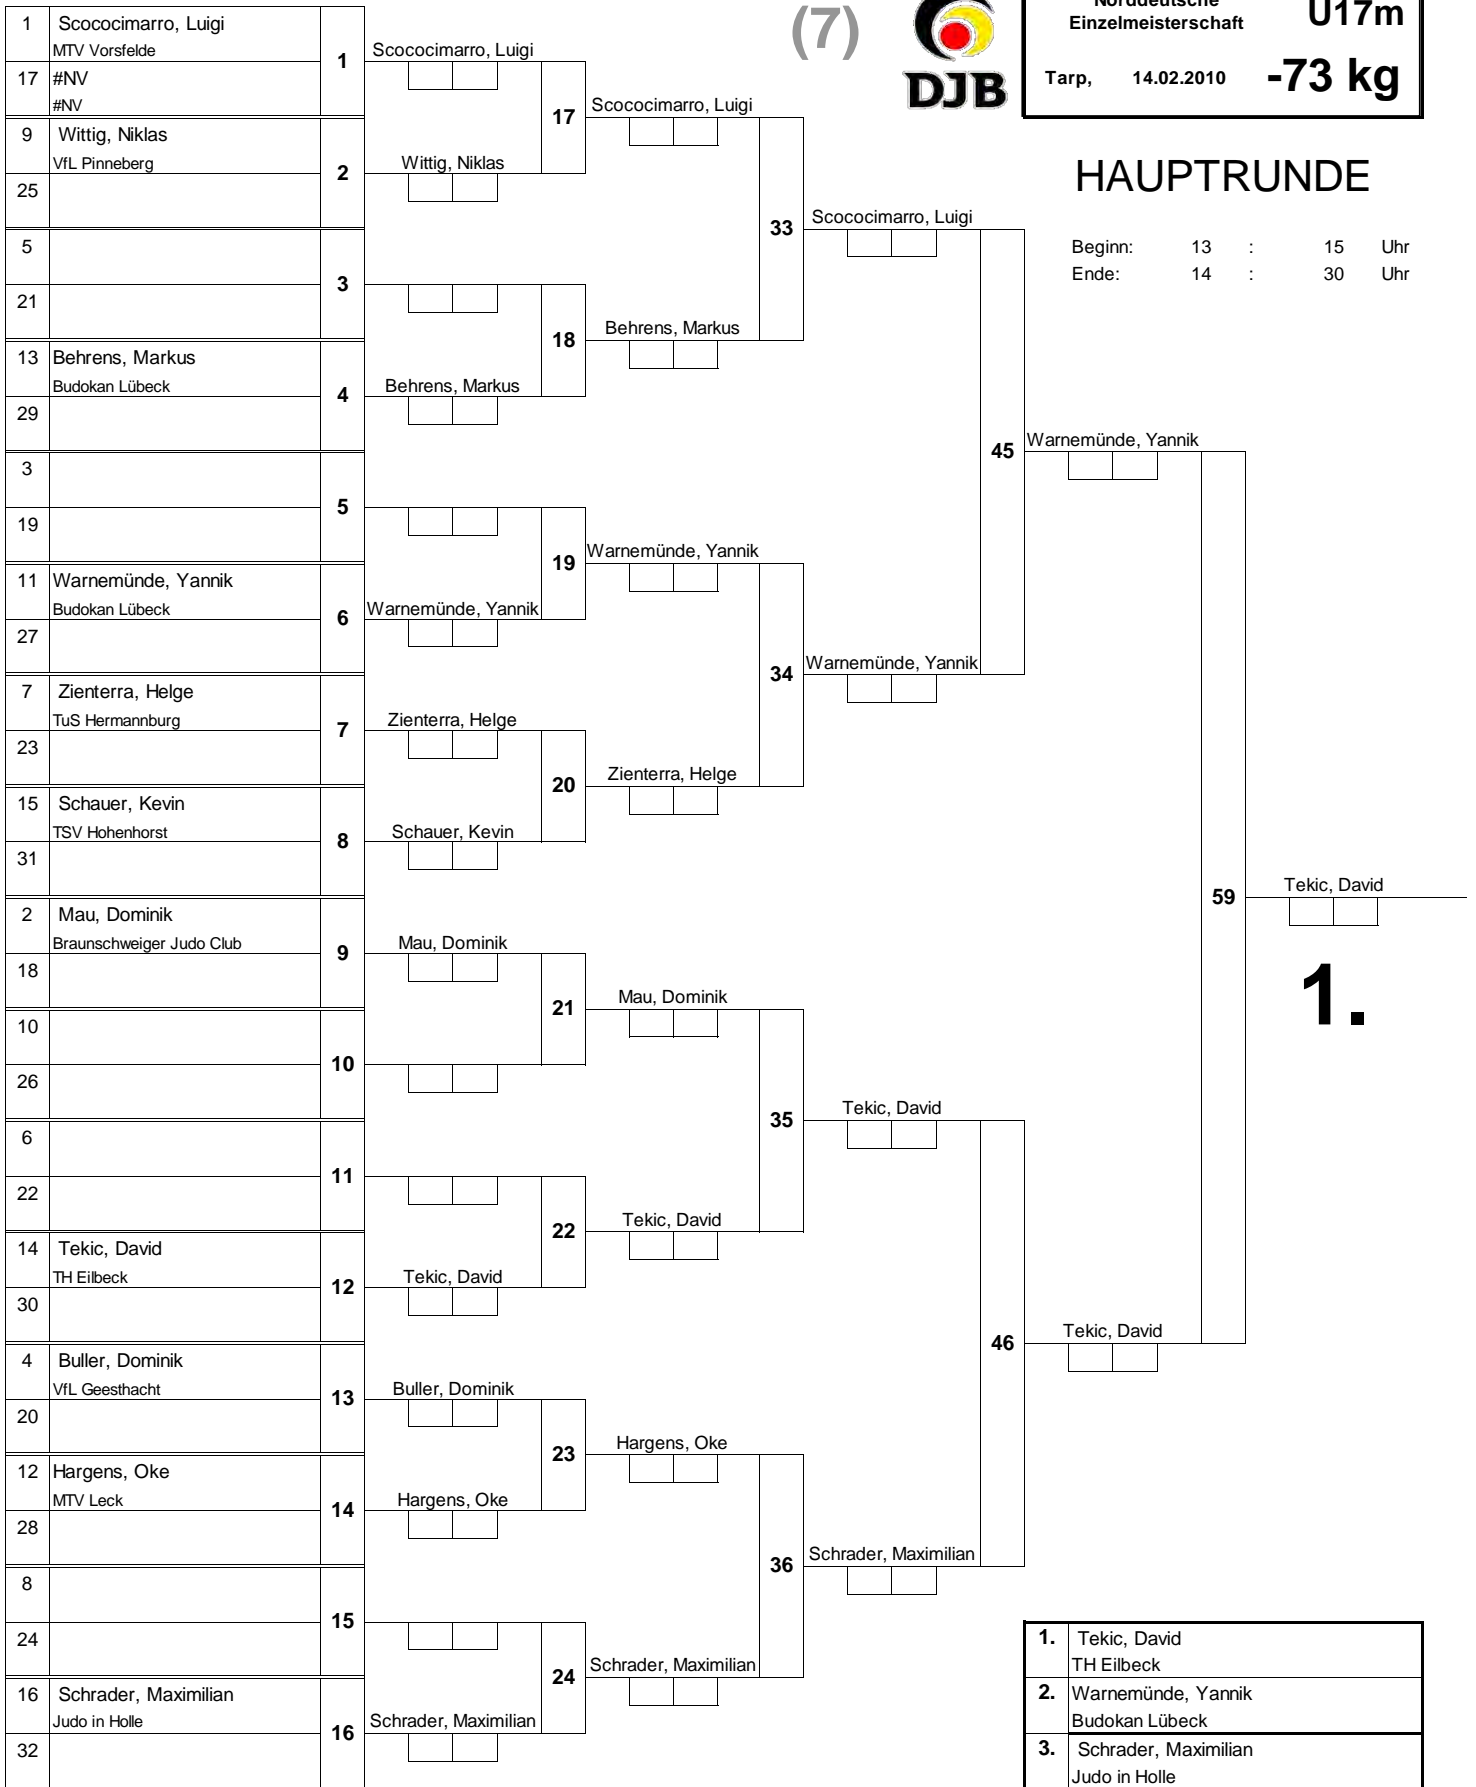 (7)
DJB
Norddeutsche
Einzelmeisterschaft
U17m
Tarp, 14.02.2010 -73 kg
HAUPTRUNDE
Beginn: 13 : 15 Uhr
Ende: 14 : 30 Uhr
1 Scococimarro, Luigi
MTV Vorsfelde
17 #NV
#NV
1
9 Wittig, Niklas
VfL Pinneberg
25
2
5
21
3
13 Behrens, Markus
Budokan Lübeck
29
4
3
19
5
11 Warnemünde, Yannik
Budokan Lübeck
27
6
7 Zienterra, Helge
TuS Hermannburg
23
7
15 Schauer, Kevin
TSV Hohenhorst
31
8
2 Mau, Dominik
Braunschweiger Judo Club
18
9
10
26
10
6
22
11
14 Tekic, David
TH Eilbeck
30
12
4 Buller, Dominik
VfL Geesthacht
20
13
12 Hargens, Oke
MTV Leck
28
14
8
24
15
16 Schrader, Maximilian
Judo in Holle
32
16
Scococimarro, Luigi
17
Wittig, Niklas
18
Behrens, Markus
19
Warnemünde, Yannik
Zienterra, Helge
20
Schauer, Kevin
Mau, Dominik
21
22
Tekic, David
Buller, Dominik
23
Hargens, Oke
24
Schrader, Maximilian
Scococimarro, Luigi
33
Behrens, Markus
Warnemünde, Yannik
34
Zienterra, Helge
Mau, Dominik
35
Tekic, David
Hargens, Oke
36
Schrader, Maximilian
Scococimarro, Luigi
45
Warnemünde, Yannik
Tekic, David
46
Schrader, Maximilian
Warnemünde, Yannik
59
Tekic, David
Tekic, David
1.
1. Tekic, David
TH Eilbeck
2. Warnemünde, Yannik
Budokan Lübeck
3. Schrader, Maximilian
Judo in Holle